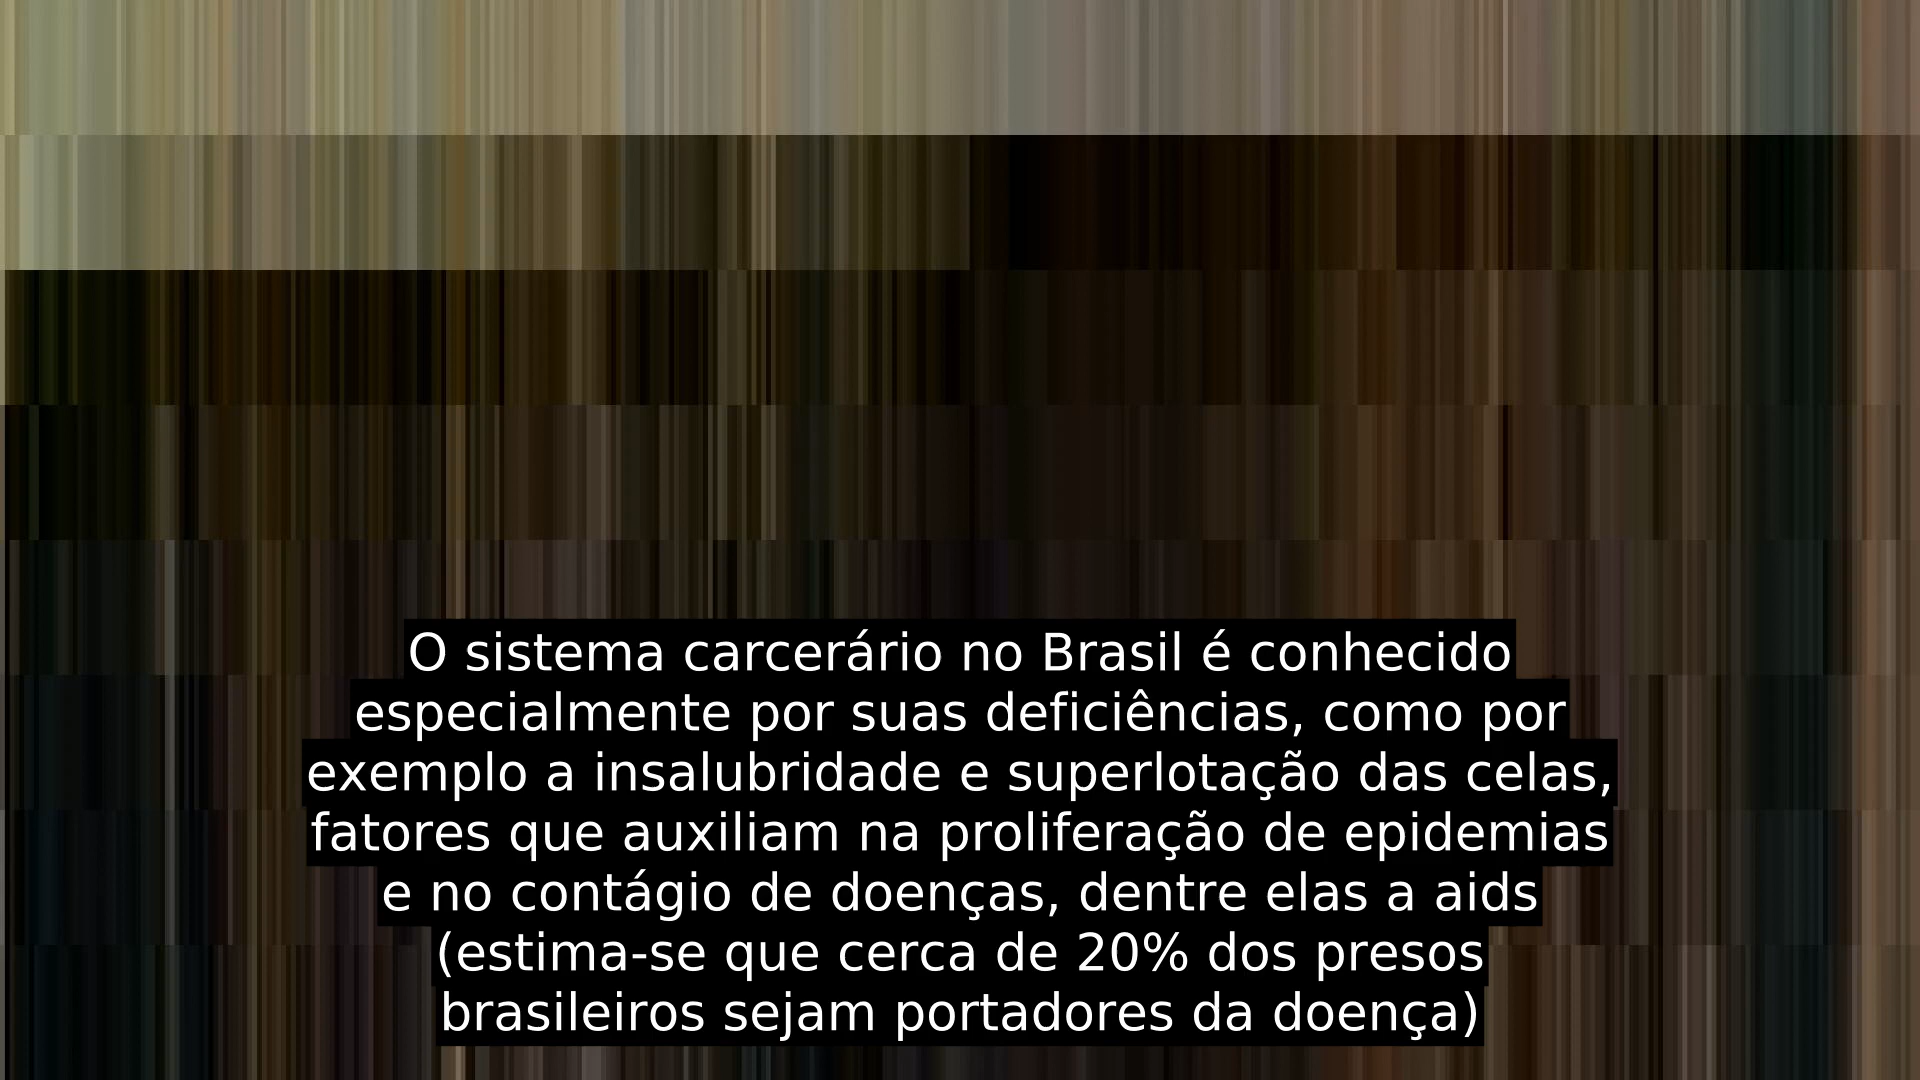 O sistema carcerário no Brasil é conhecido
especialmente por suas deficiências, como por
exemplo a insalubridade e superlotação das celas,
fatores que auxiliam na proliferação de epidemias
e no contágio de doenças, dentre elas a aids
(estima-se que cerca de 20% dos presos
brasileiros sejam portadores da doença)